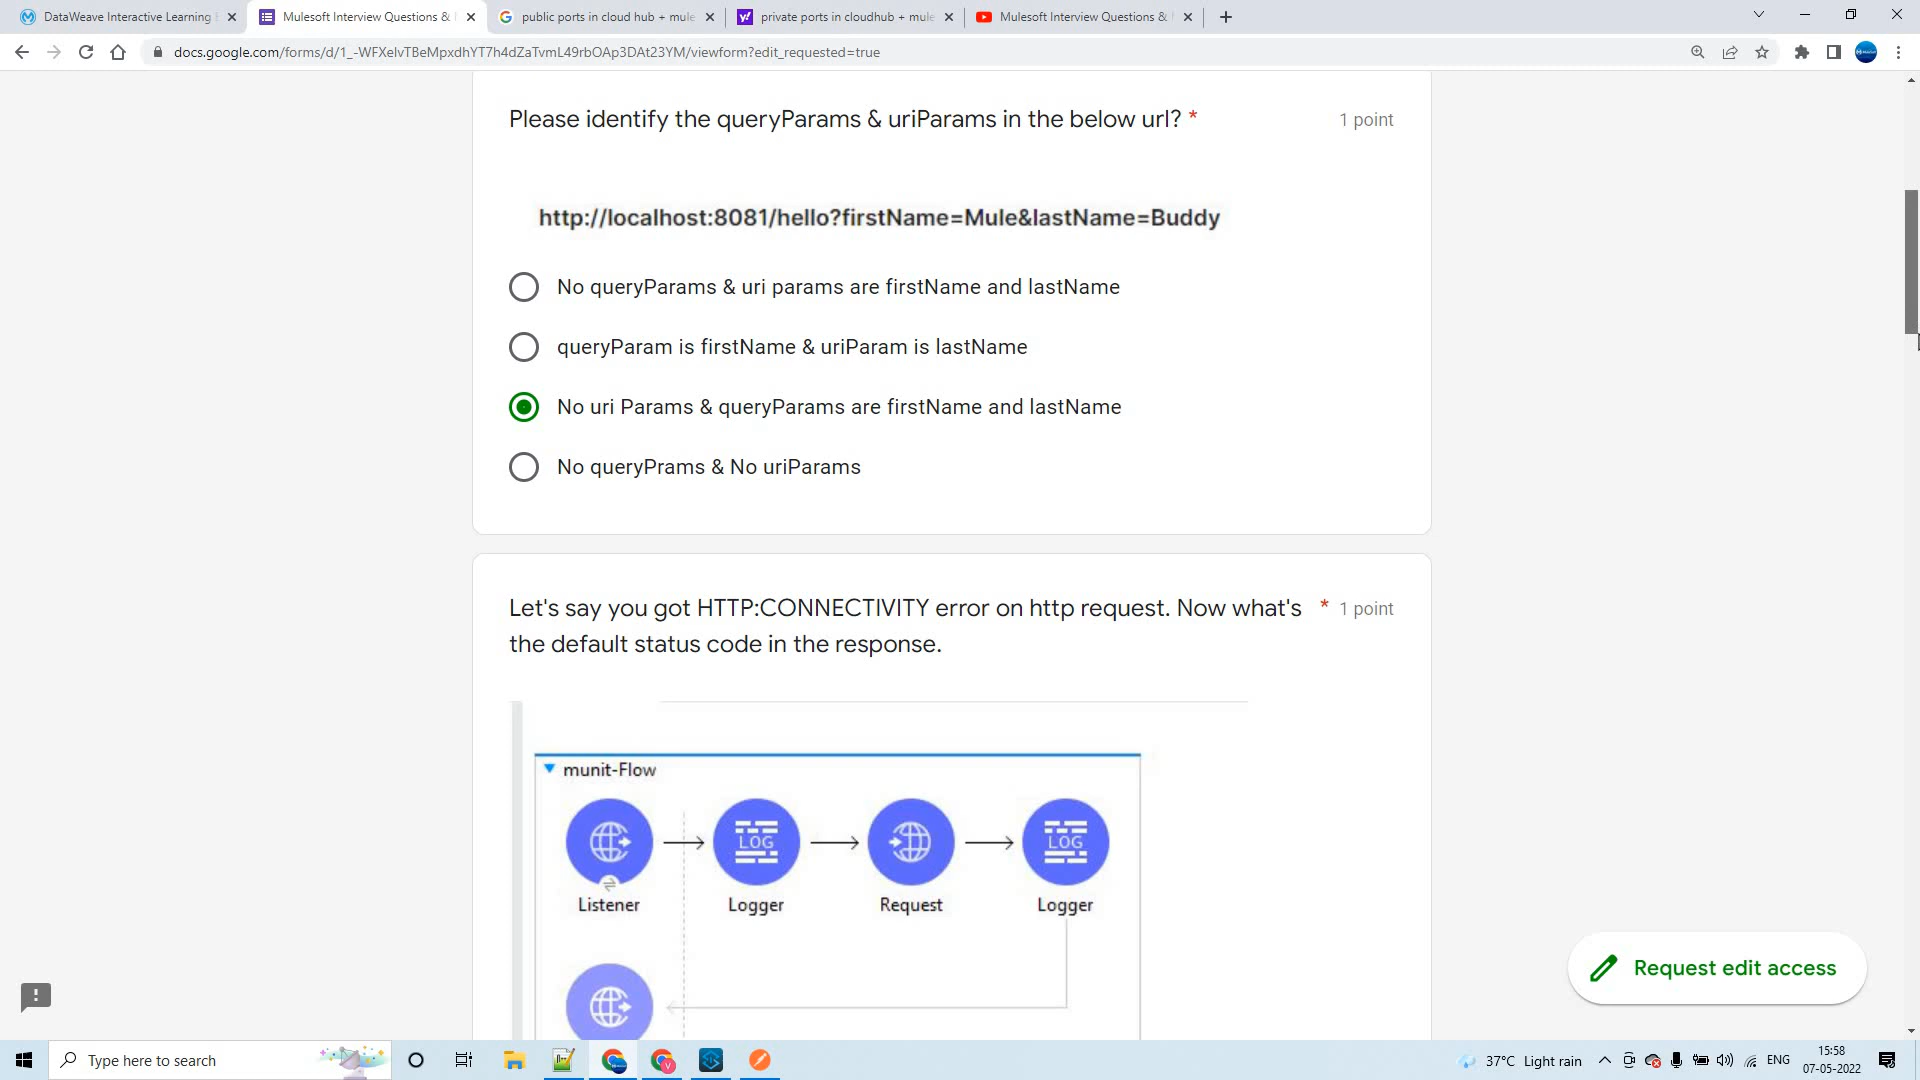 DataWeave Interactive Learning
Mulesoft Interview Questions &
public ports in cloud hub + mule
private ports in cloudhub + mule
Mulesoft Interview Questions &
docs.google.com/forms/d/1_-WFXelvTBeMpxdhYT7h4dZaTvmL49rbOAp3DAt23YM/viewform?edit_requested=true
Please identify the queryParams & uriParams in the below url? *
1 point
http://localhost:8081/hello?firstName=Mule&lastName=Buddy
No queryParams & uri params are firstName and lastName
queryParam is firstName & uriParam is lastName
No uri Params & queryParams are firstName and lastName
No queryPrams & No uriParams
Let's say you got HTTP:CONNECTIVITY error on http request. Now what's *
1 point
the default status code in the response.
munit-Flow
LOG
LOG
Listener
Logger
Request
Logger
Request edit access
Type here to search
37°C Light rain
ENG
15:58
07-05-2022